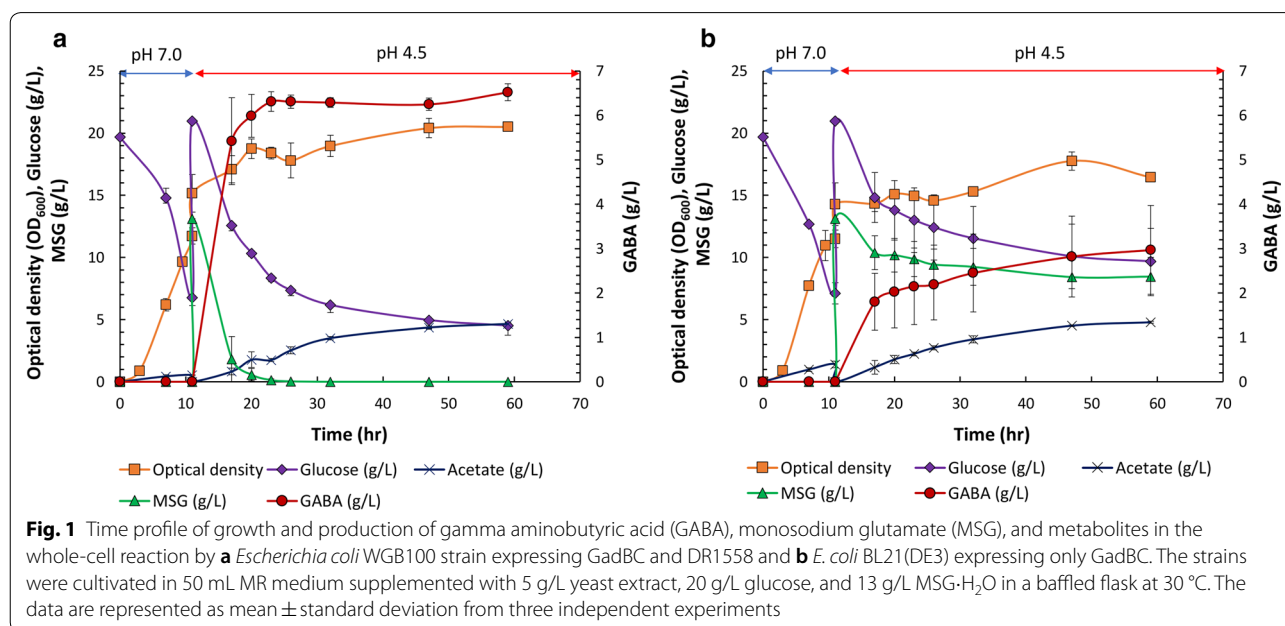 a
pH 7.0
pH 4.5
25
20
15
10
5
0
Optical density (OD600), Glucose (g/L),
MSG (g/L)
7
6
5
4
3
2
1
0
GABA (g/L)
0 10 20 30 40 50 60 70
Time (hr)
Optical density Glucose (g/L) Acetate (g/L)
MSG (g/L) GABA (g/L)
b
pH 7.0
pH 4.5
25
20
15
10
5
0
Optical density (OD600), Glucose (g/L),
MSG (g/L)
7
6
5
4
3
2
1
0
GABA (g/L)
0 10 20 30 40 50 60 70
Time (hr)
Optical density Glucose (g/L) Acetate (g/L)
MSG (g/L) GABA (g/L)
Fig. 1 Time profile of growth and production of gamma aminobutyric acid (GABA), monosodium glutamate (MSG), and metabolites in the
whole-cell reaction by a Escherichia coli WGB100 strain expressing GadBC and DR1558 and b E. coli BL21(DE3) expressing only GadBC. The strains
were cultivated in 50 mL MR medium supplemented with 5 g/L yeast extract, 20 g/L glucose, and 13 g/L MSG·H2O in a baffled flask at 30 °C. The
data are represented as mean ± standard deviation from three independent experiments